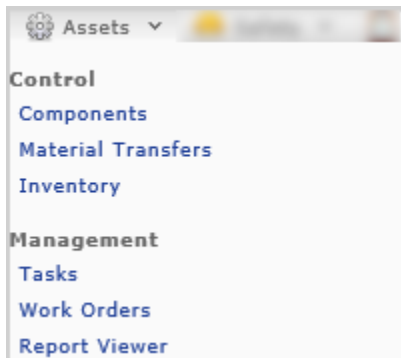 Assets
Control
Components
Material Transfers
Inventory
Management
Tasks
Work Orders
Report Viewer